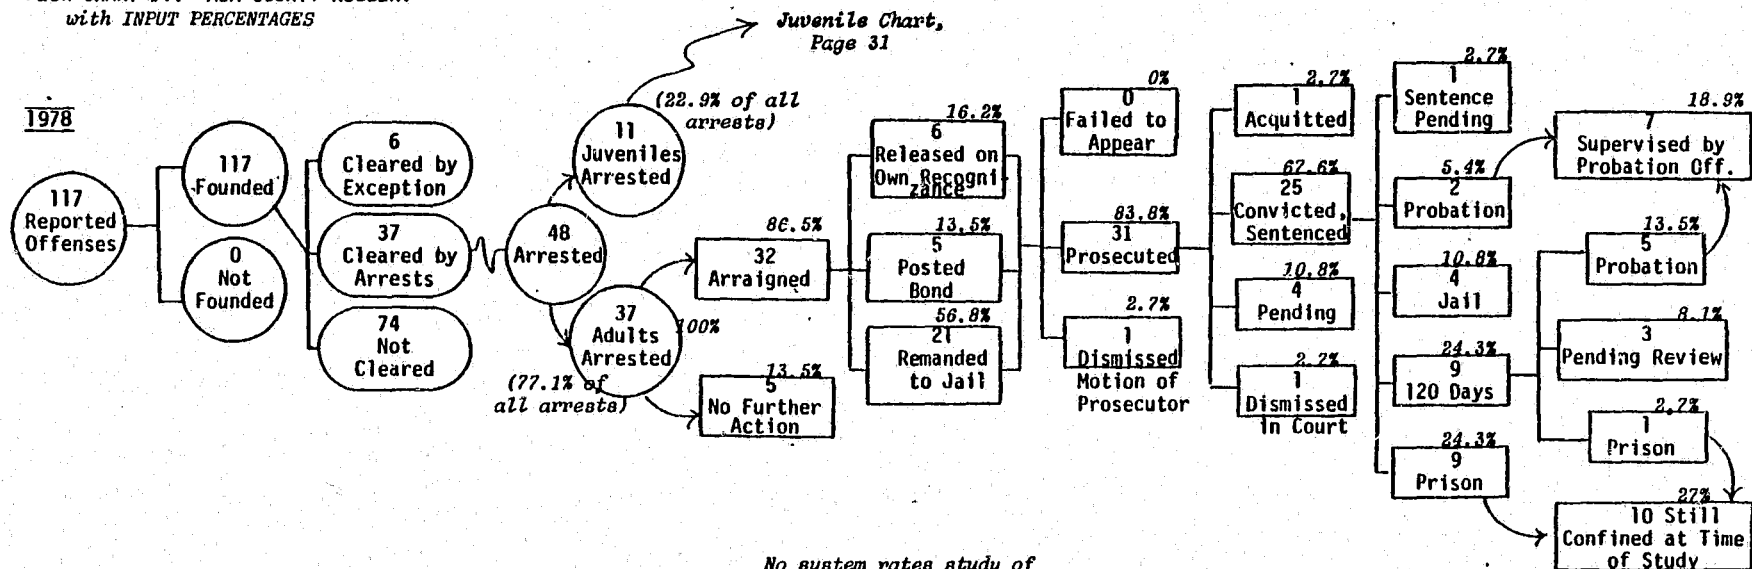 with INPUT PERCENTAGES
Juvenile Chart,
Page 31
1978
117
Reported
Offenses
117
Founded
0
Not
Founded
6
Cleared by
Exception
37
Cleared by
Arrests
74
Not
Cleared
48
Arrested
11
Juveniles
Arrested
(22.9% of all
arrests)
37
Adults
Arrested
100%
(77.1% of
all arrests)
86.5%
32
Arraigned
13.5%
5
No Further
Action
16.2%
6
Released on
Own Recogni-
zance
13.5%
5
Posted
Bond
56.8%
21
Remanded
to Jail
0%
0
Failed to
Appear
83.8%
31
Prosecuted
2.7%
1
Dismissed
Motion of
Prosecutor
2.7%
1
Acquitted
67.6%
25
Convicted,
Sentenced
10.8%
4
Pending
2.7%
1
Dismissed
In Court
2.7%
1
Sentence
Pending
5.4%
2
Probation
10.8%
4
Jail
24.3%
9
120 Days
24.3%
9
Prison
18.9%
7
Supervised by
Probation Off.
13.5%
5
Probation
8.1%
3
Pending Review
2.7%
1
Prison
27%
10 Still
Confined at Time
of Study
No system rates study of